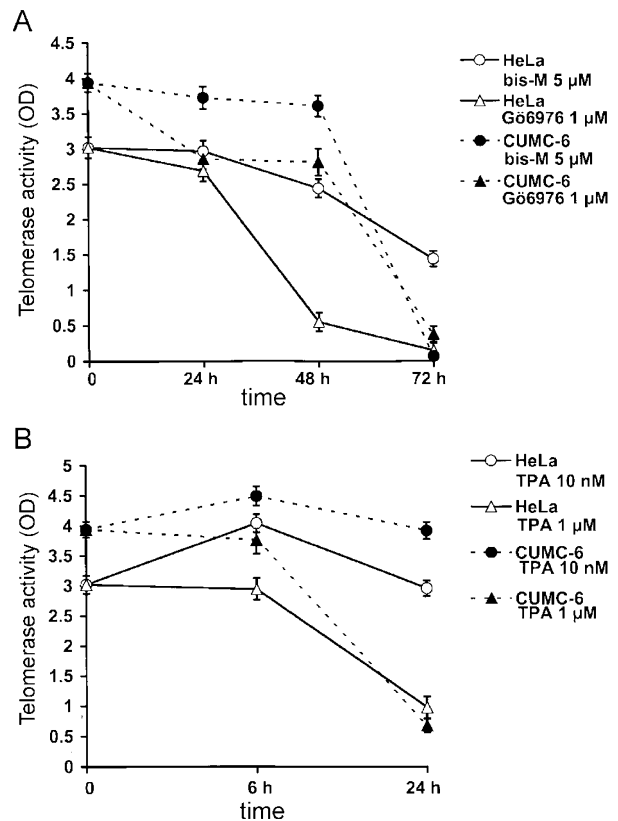 A
Telomerase activity (OD)
4.5
4
3.5
3
2.5
2
1.5
1
0.5
0
0
24 h
48 h
72 h
time
HeLa
bis-M 5 µM
HeLa
Gö6976 1 µM
CUMC-6
bis-M 5 µM
CUMC-6
Gö6976 1 µM
B
Telomerase activity (OD)
5
4.5
4
3.5
3
2.5
2
1.5
1
0.5
0
0
6 h
24 h
time
HeLa
TPA 10 nM
HeLa
TPA 1 µM
CUMC-6
TPA 10 nM
CUMC-6
TPA 1 µM